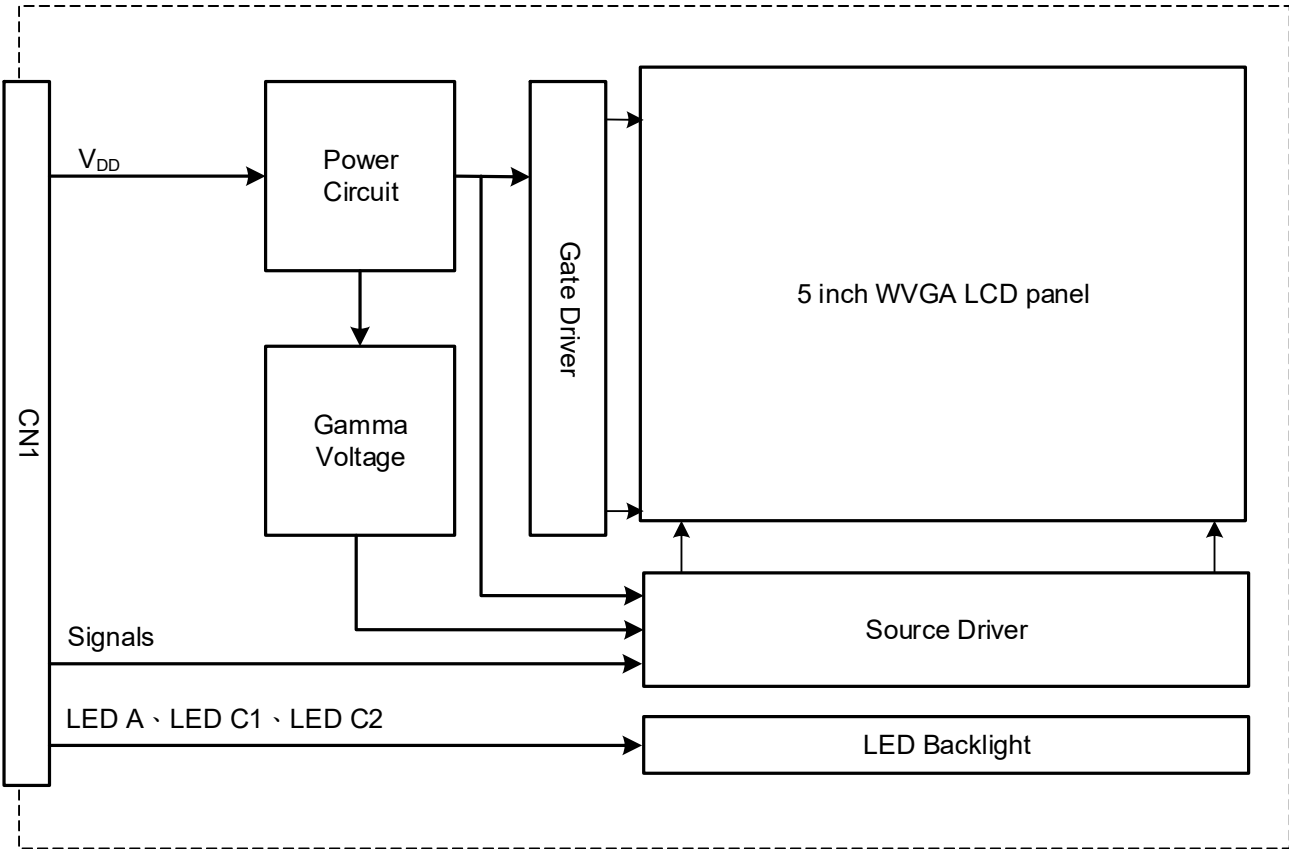 V_DD
Power
Circuit
Gate Driver
5 inch WVGA LCD panel
CN1
Gamma
Voltage
Signals
Source Driver
LED A、LED C1、LED C2
LED Backlight